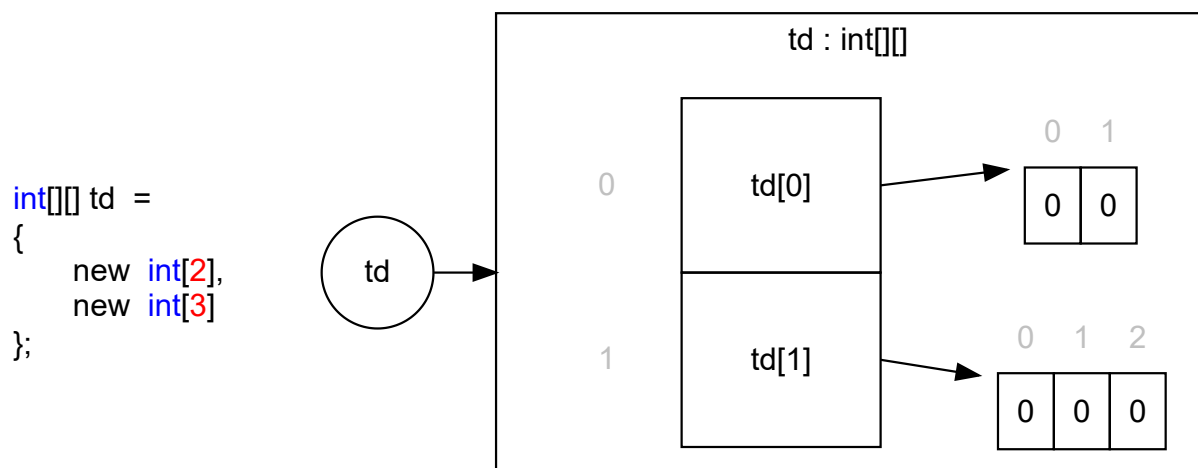 int[][] td =
{
new int[2],
new int[3]
};
td
td : int[][]
0
td[0]
0 1
0 0
1
td[1]
0 1 2
0 0 0